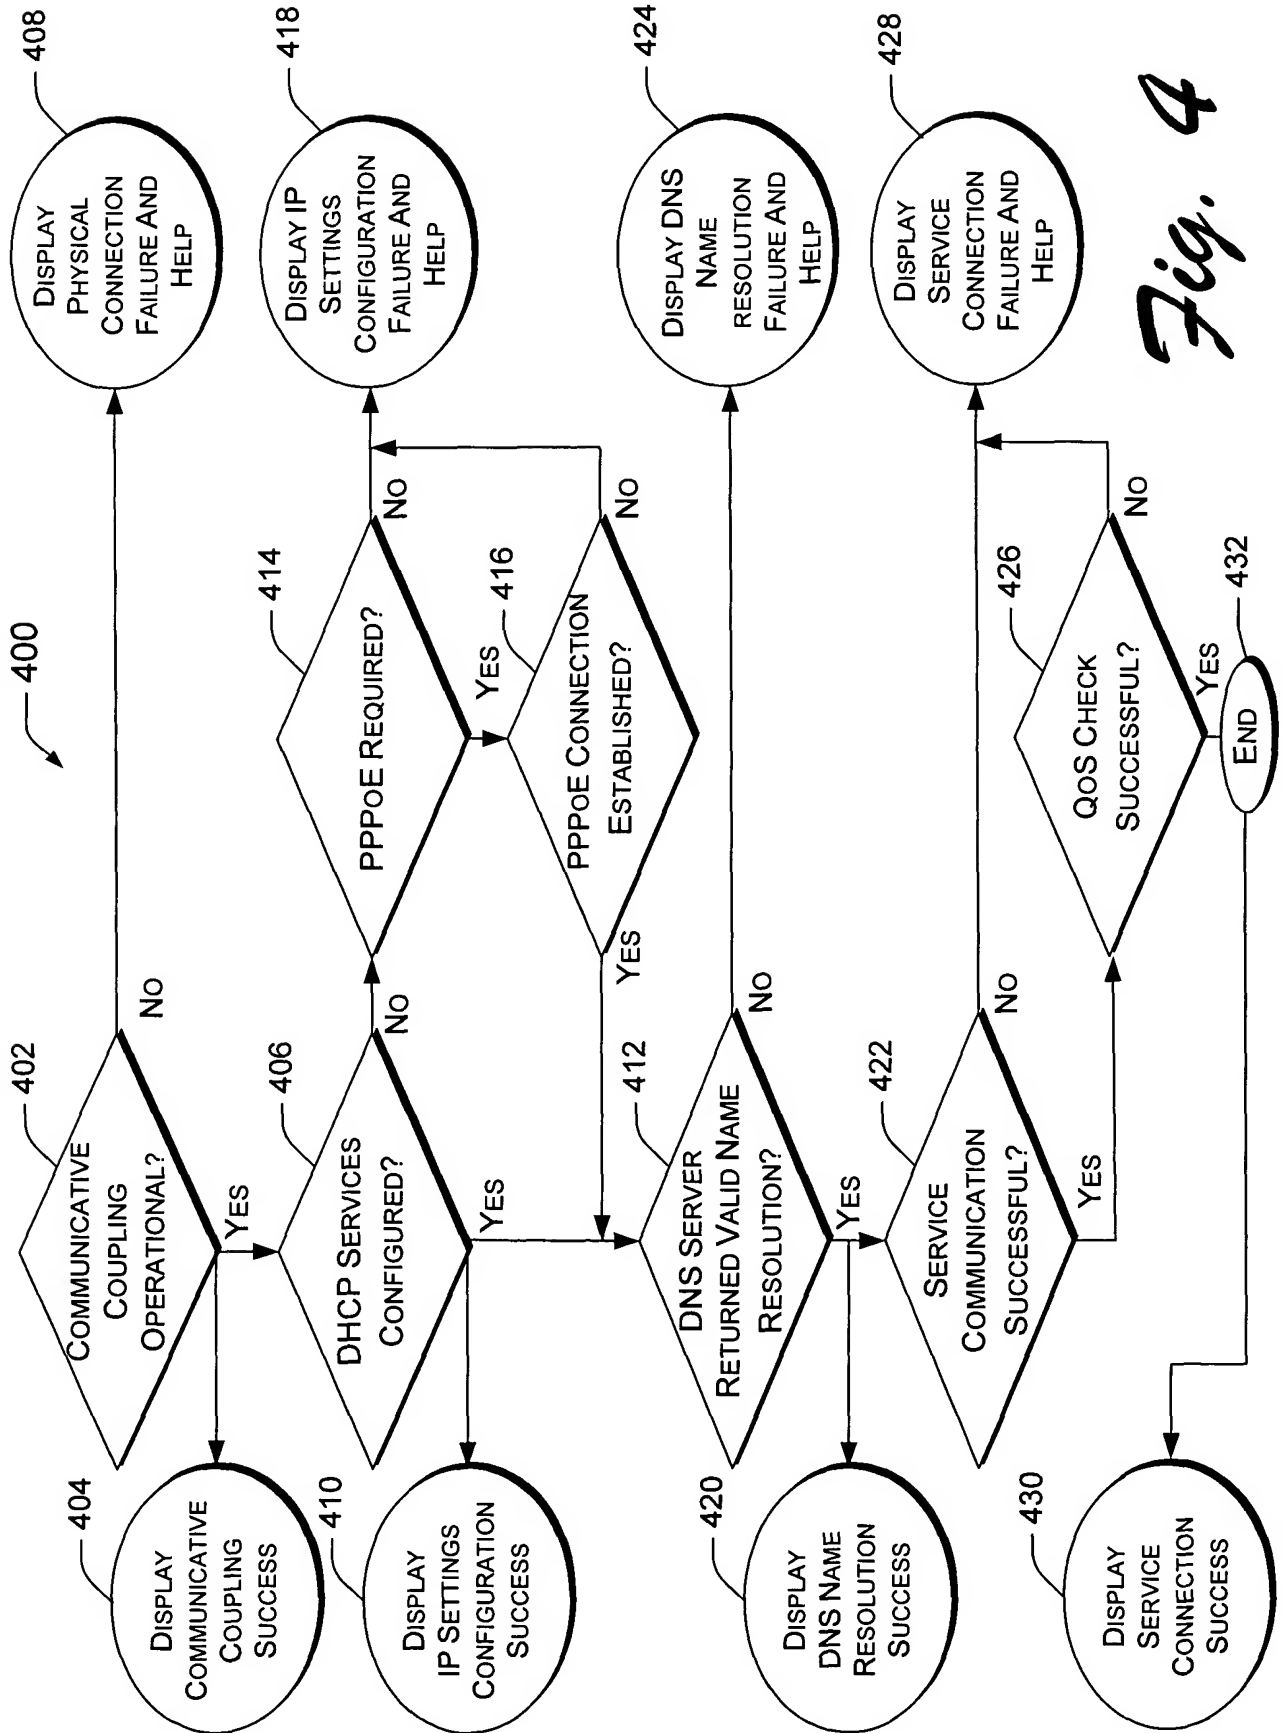 400
402
COMMUNICATIVE
COUPLING
OPERATIONAL?
NO
YES
408
DISPLAY
PHYSICAL
CONNECTION
FAILURE AND
HELP
404
DISPLAY
COMMUNICATIVE
COUPLING
SUCCESS
406
DHCP SERVICES
CONFIGURED?
NO
YES
414
PPPOE REQUIRED?
NO
YES
418
DISPLAY IP
SETTINGS
CONFIGURATION
FAILURE AND
HELP
410
DISPLAY
IP SETTINGS
CONFIGURATION
SUCCESS
416
PPPOE CONNECTION
ESTABLISHED?
NO
YES
412
DNS SERVER
RETURNED VALID NAME
RESOLUTION?
NO
YES
424
DISPLAY DNS
NAME
RESOLUTION
FAILURE AND
HELP
420
DISPLAY
DNS NAME
RESOLUTION
SUCCESS
422
SERVICE
COMMUNICATION
SUCCESSFUL?
NO
YES
428
DISPLAY
SERVICE
CONNECTION
FAILURE AND
HELP
426
QOS CHECK
SUCCESSFUL?
NO
YES
432
END
430
DISPLAY
SERVICE
CONNECTION
SUCCESS
Fig. 4